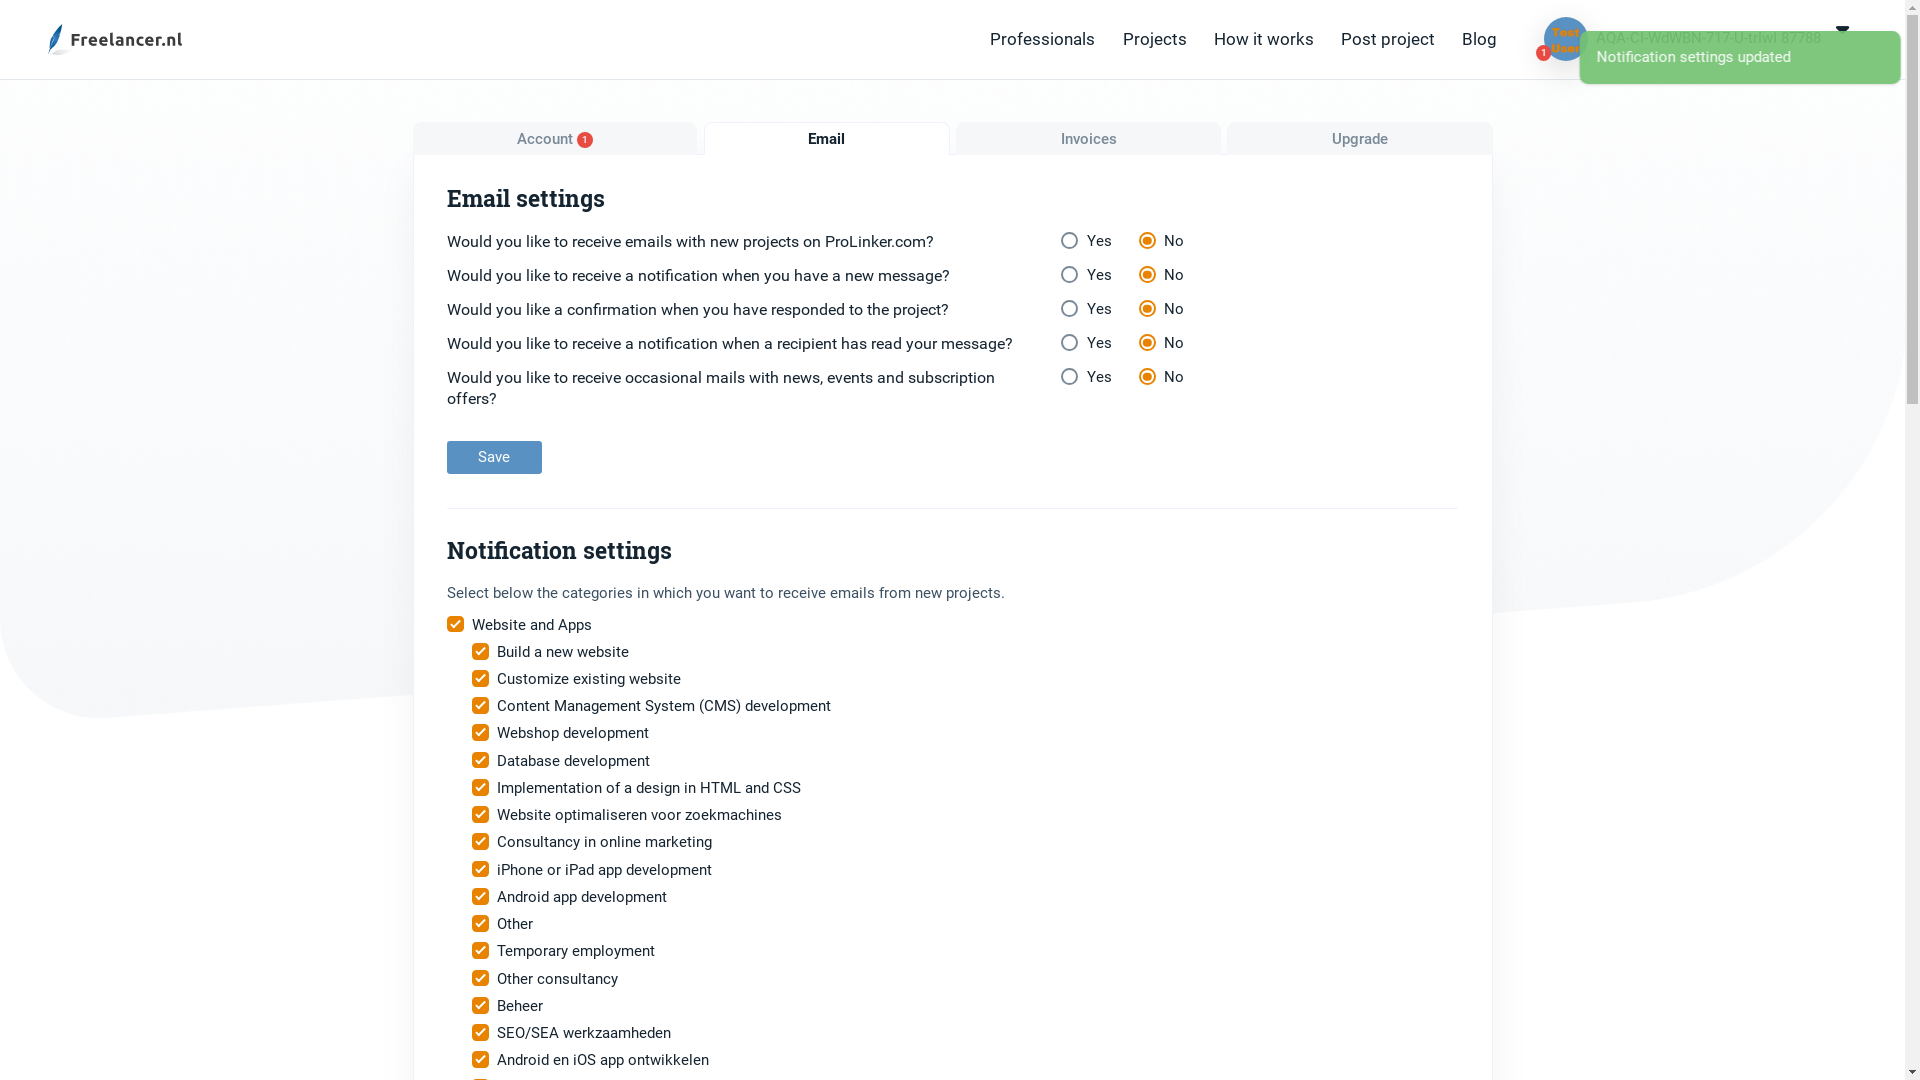 Freelancer.nl
Professionals
Projects
How it works
Post project
Blog
Test
User
1
Notification settings updated
Account 1
Email
Invoices
Upgrade
Email settings
Would you like to receive emails with new projects on ProLinker.com?
Yes
No
Would you like to receive a notification when you have a new message?
Yes
No
Would you like a confirmation when you have responded to the project?
Yes
No
Would you like to receive a notification when a recipient has read your message?
Yes
No
Would you like to receive occasional mails with news, events and subscription
offers?
Yes
No
Save
Notification settings
Select below the categories in which you want to receive emails from new projects.
Website and Apps
Build a new website
Customize existing website
Content Management System (CMS) development
Webshop development
Database development
Implementation of a design in HTML and CSS
Website optimaliseren voor zoekmachines
Consultancy in online marketing
iPhone or iPad app development
Android app development
Other
Temporary employment
Other consultancy
Beheer
SEO/SEA werkzaamheden
Android en iOS app ontwikkelen